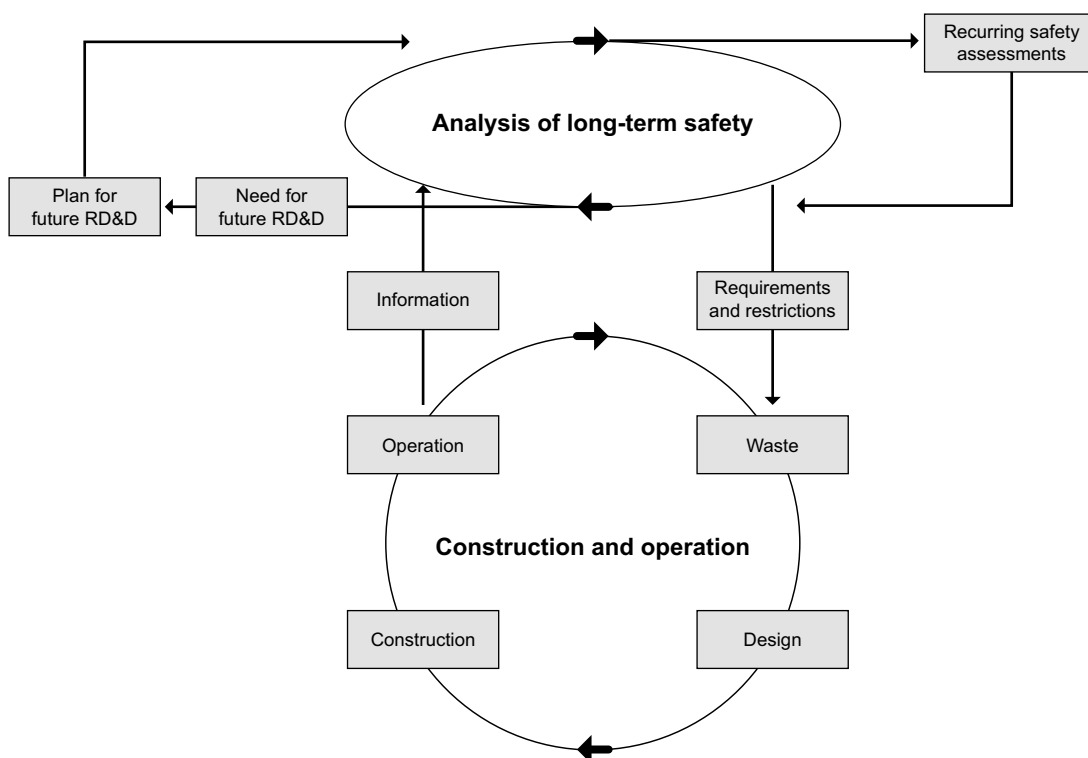 Recurring safety
assessments
Analysis of long-term safety
Plan for
future RD&D
Need for
future RD&D
Information
Requirements
and restrictions
Operation
Waste
Construction and operation
Construction
Design